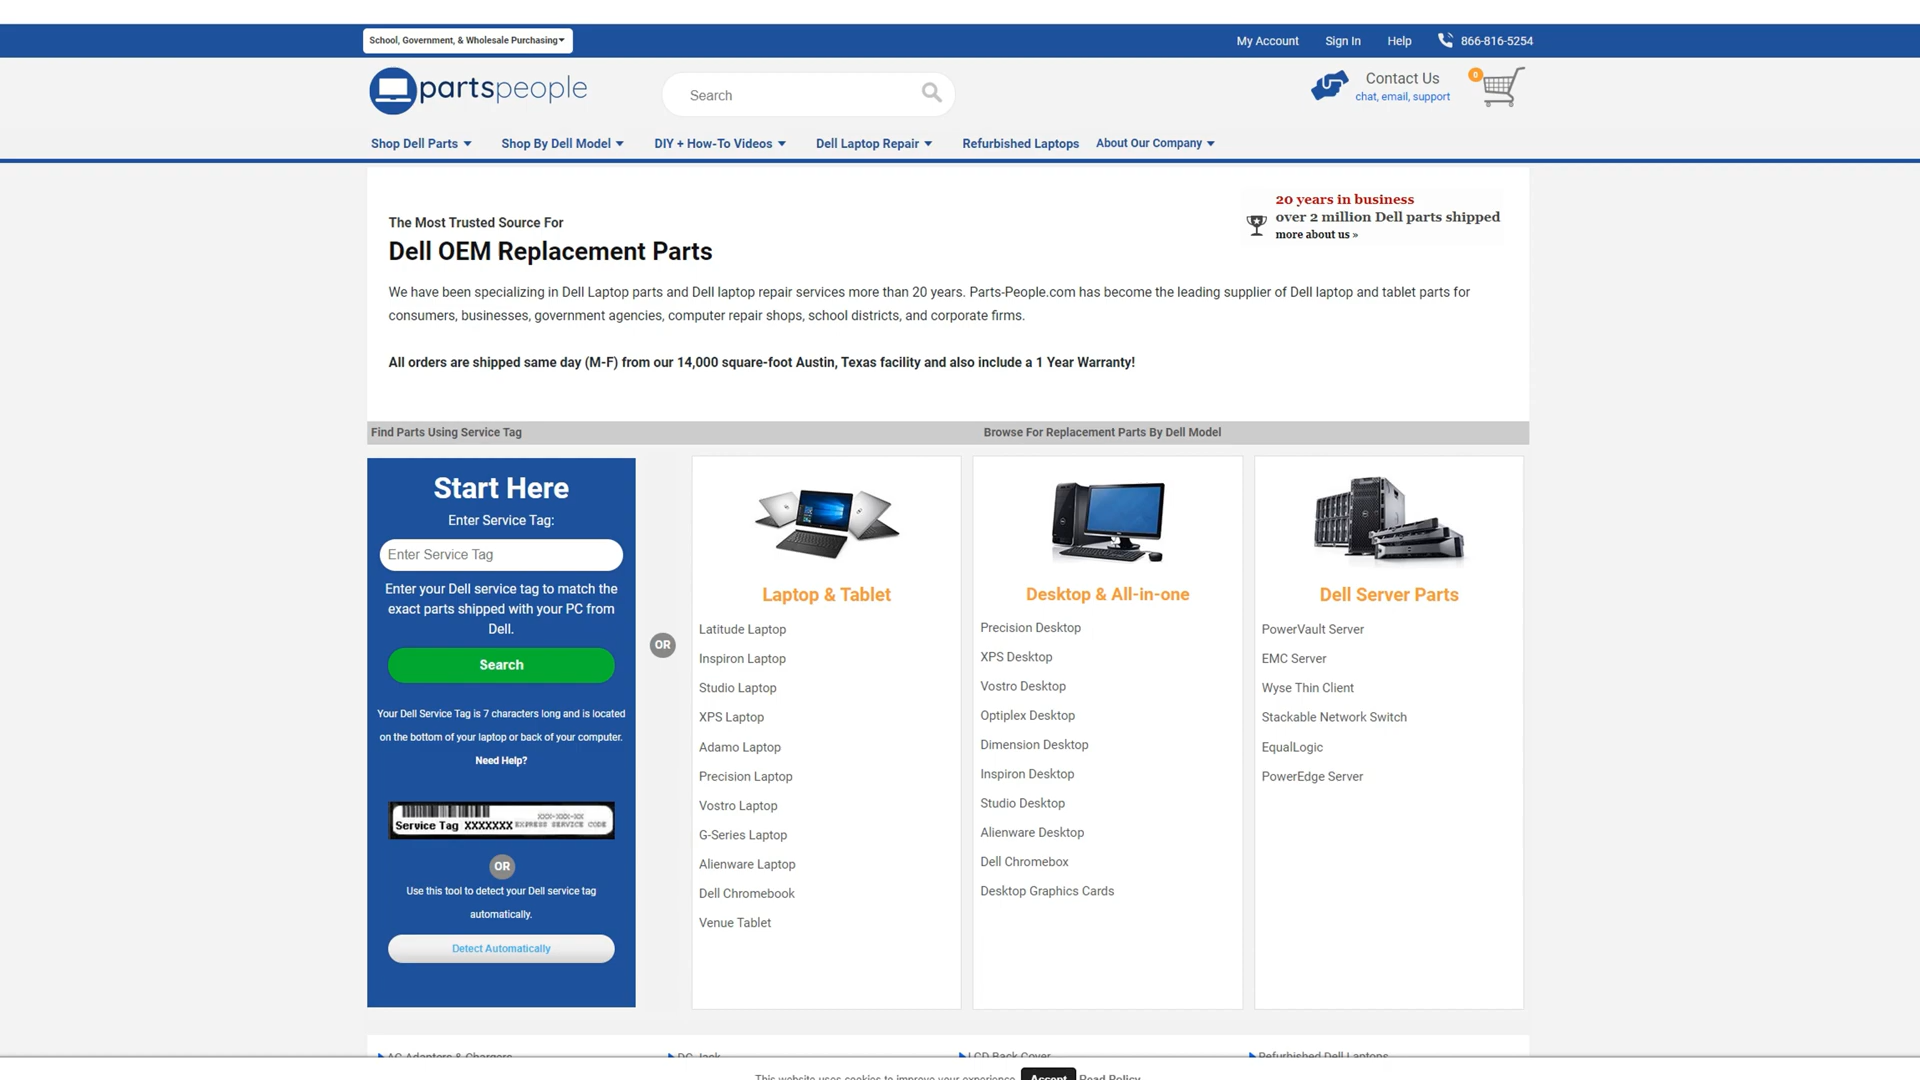 School, Government, & Wholesale Purchasing
My Account
Sign In
Help
866-816-5254
partspeople
Search
Contact Us
chat, email, support
0
Shop Dell Parts
Shop By Dell Model
DIY + How-To Videos
Dell Laptop Repair
Refurbished Laptops
About Our Company
20 years in business
over 2 million Dell parts shipped
more about us »
The Most Trusted Source For
Dell OEM Replacement Parts
We have been specializing in Dell Laptop parts and Dell laptop repair services more than 20 years. Parts-People.com has become the leading supplier of Dell laptop and tablet parts for
consumers, businesses, government agencies, computer repair shops, school districts, and corporate firms.
All orders are shipped same day (M-F) from our 14,000 square-foot Austin, Texas facility and also include a 1 Year Warranty!
Find Parts Using Service Tag
Browse For Replacement Parts By Dell Model
Start Here
Enter Service Tag:
Enter Service Tag
Enter your Dell service tag to match the
exact parts shipped with your PC from
Dell.
Search
Your Dell Service Tag is 7 characters long and is located
on the bottom of your laptop or back of your computer.
Need Help?
XXX-XXX-XX
Service Tag XXXXXXX EXPRESS SERVICE CODE
OR
Use this tool to detect your Dell service tag
automatically.
Detect Automatically
OR
Laptop & Tablet
Latitude Laptop
Inspiron Laptop
Studio Laptop
XPS Laptop
Adamo Laptop
Precision Laptop
Vostro Laptop
G-Series Laptop
Alienware Laptop
Dell Chromebook
Venue Tablet
Desktop & All-in-one
Precision Desktop
XPS Desktop
Vostro Desktop
Optiplex Desktop
Dimension Desktop
Inspiron Desktop
Studio Desktop
Alienware Desktop
Dell Chromebox
Desktop Graphics Cards
Dell Server Parts
PowerVault Server
EMC Server
Wyse Thin Client
Stackable Network Switch
EqualLogic
PowerEdge Server
AC Adapters & Chargers
DC Jack
LCD Back Cover
Refurbished Dell Laptops
This website uses cookies to improve your experience.
Accept
Read Policy